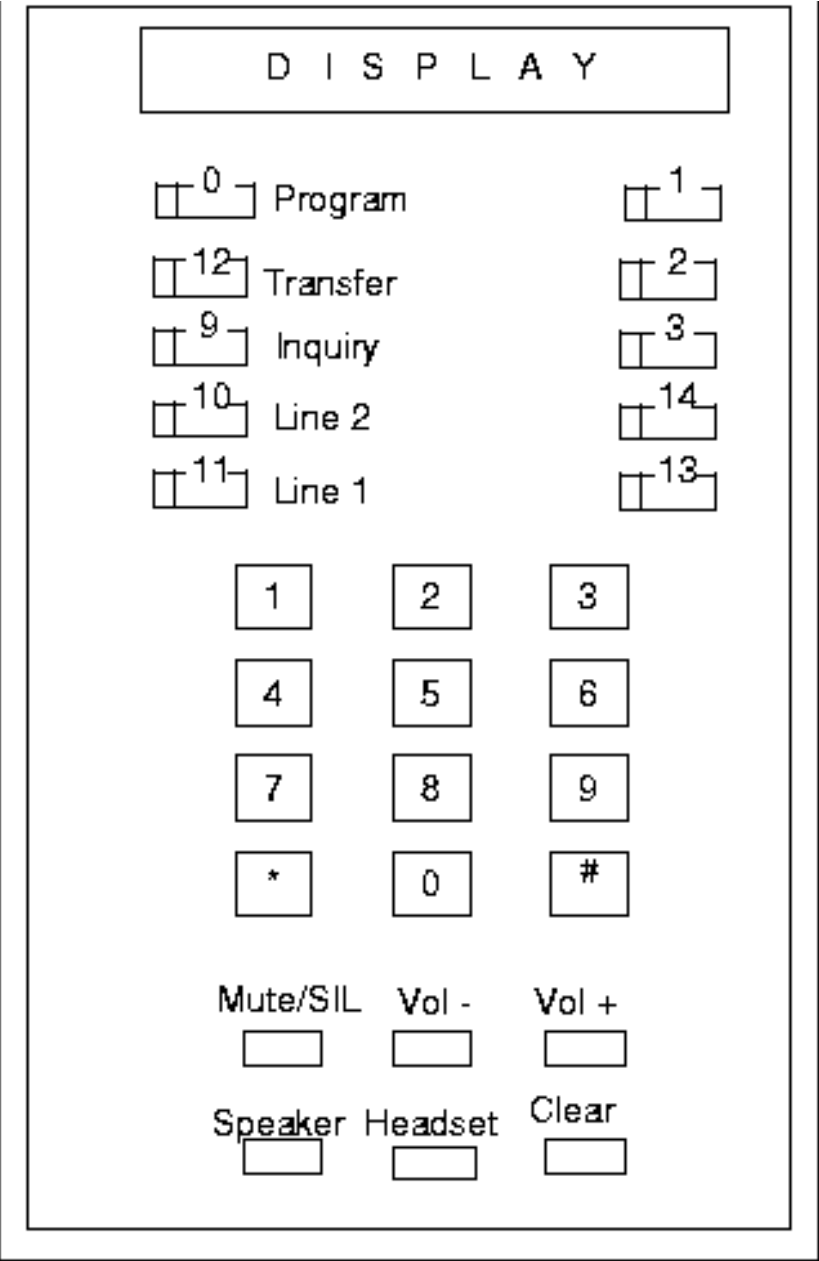 D I S P L A Y
0 Program 1
12 Transfer 2
9 Inquiry 3
10 Line 2 14
11 Line 1 13
1 2 3
4 5 6
7 8 9
* 0 #
Mute/SIL Vol - Vol +
Speaker Headset Clear